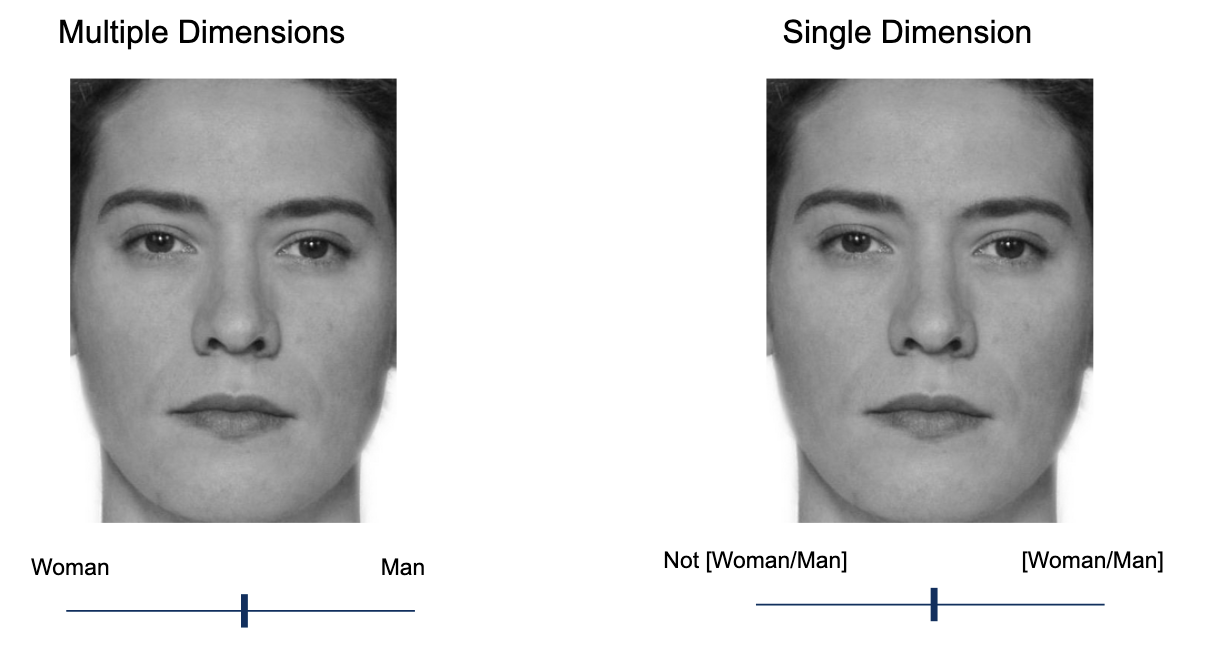 Multiple Dimensions
Single Dimension
Woman
Man
Not [Woman/Man]
[Woman/Man]